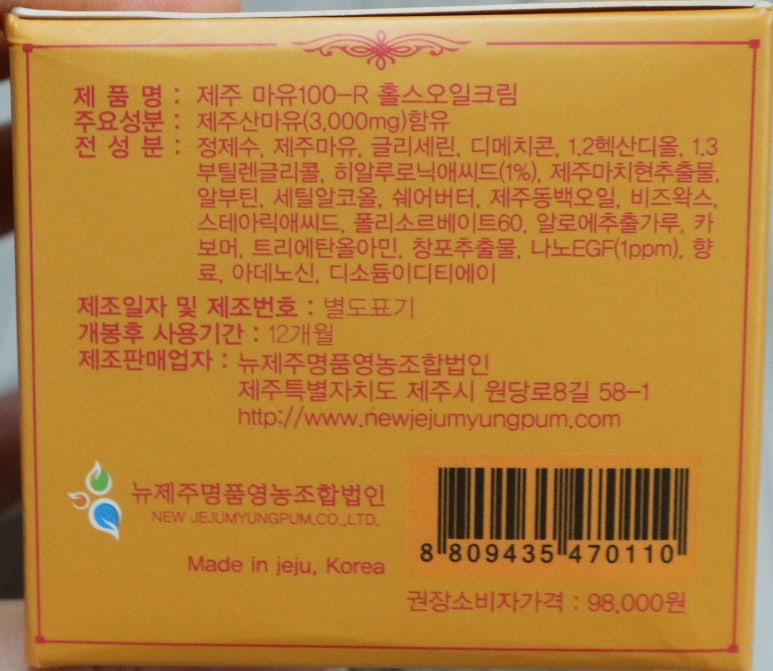 제 품 명 : 제주 마유100-R 홀스오일크림
주요성분 : 제주산마유(3,000mg)함유
전 성 분 : 정제수, 제주마유, 글리세린, 디메치콘, 1.2헥산디올, 1.3
부틸렌글리콜, 히알루로닉애씨드(1%), 제주마치현추출물,
알부틴, 세틸알코올, 쉐어버터, 제주동백오일, 비즈왁스,
스테아릭애씨드, 폴리소르베이트60, 알로에추출가루, 카
보머, 트리에탄올아민, 창포추출물, 나노EGF(1ppm), 향
료, 아데노신, 디소듐이디티에이
제조일자 및 제조번호 : 별도표기
개봉후 사용기간 : 12개월
제조판매업자 : 뉴제주명품영농조합법인
제주특별자치도 제주시 원당로8길 58-1
http://www.newjejumyungpum.com
뉴제주명품영농조합법인
NEW JEJUMYUNGPUM.CO.,LTD.
Made in jeju, Korea
8 809435 470110
권장소비자가격 : 98,000원